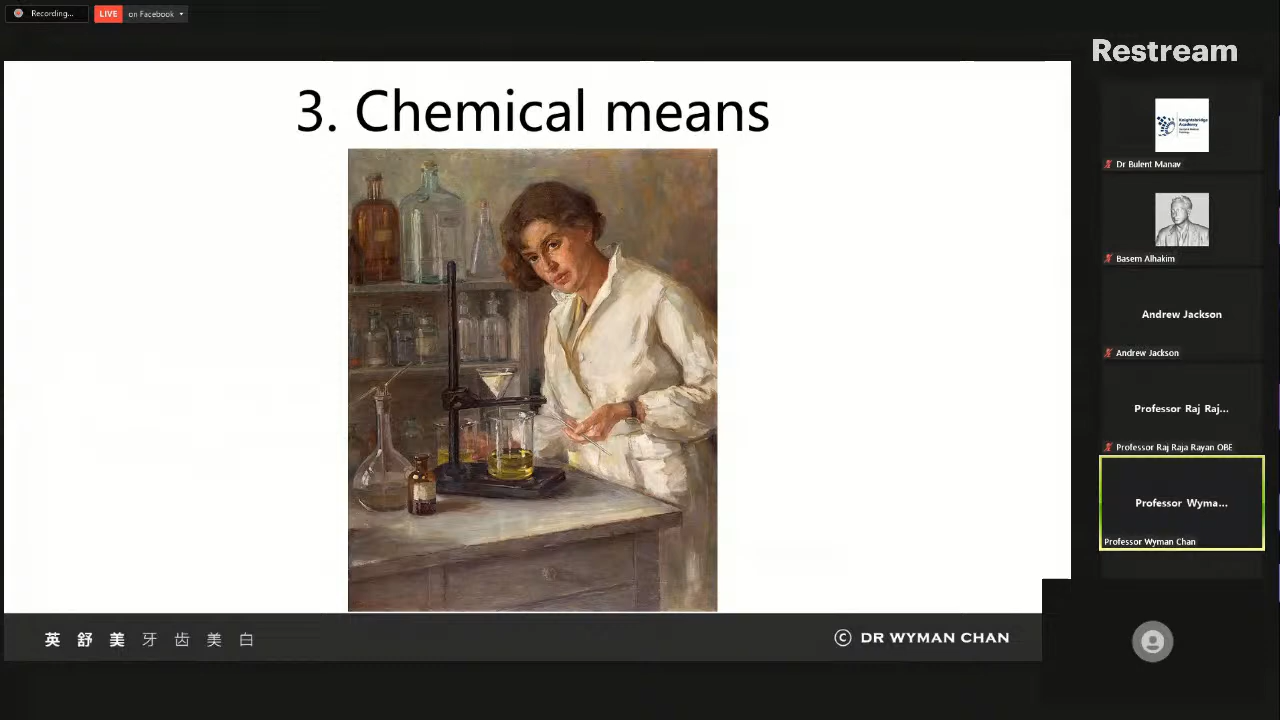 Recording...
LIVE on Facebook
Restream
3. Chemical means
Knightsbridge
Academy
Dr Bulent Manav
Basem Alhakim
Andrew Jackson
Andrew Jackson
Professor Raj Raj...
Professor Raj Raja Rayan OBE
Professor Wyma...
Professor Wyman Chan
英舒美牙齿美白
© DR WYMAN CHAN